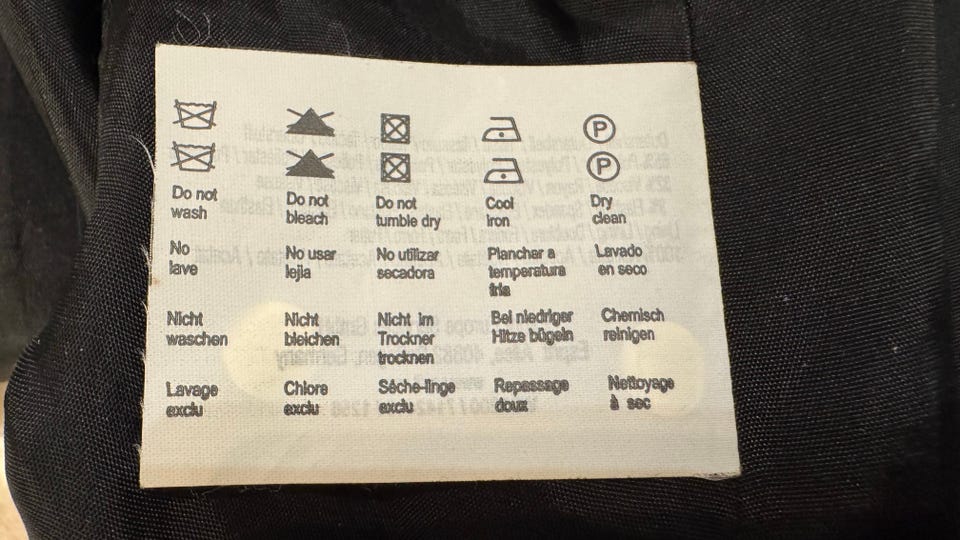 P
P
Do not wash
Do not bleach
Do not tumble dry
Cool iron
Dry clean
No lave
No usar lejia
No utilizar secadora
Planchar a temperatura fria
Lavado en seco
Nicht waschen
Nicht bleichen
Nicht im Trockner trocknen
Bei niedriger Hitze bügeln
Chemisch reinigen
Lavage exclu
Chlore exclu
Sèche-linge exclu
Repassage doux
Nettoyage à sec